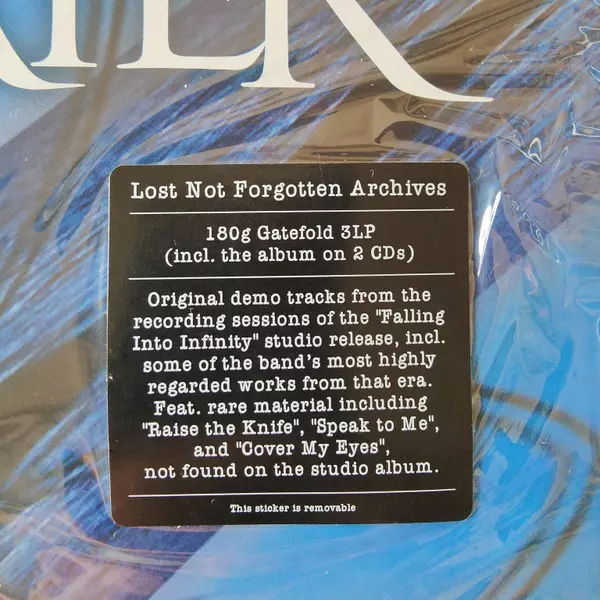 Lost Not Forgotten Archives
180g Gatefold 3LP
(incl. the album on 2 CDs)
Original demo tracks from the
recording sessions of the "Falling
Into Infinity" studio release, incl.
some of the band's most highly
regarded works from that era.
Feat. rare material including
"Raise the Knife", "Speak to Me",
and "Cover My Eyes",
not found on the studio album.
This sticker is removable